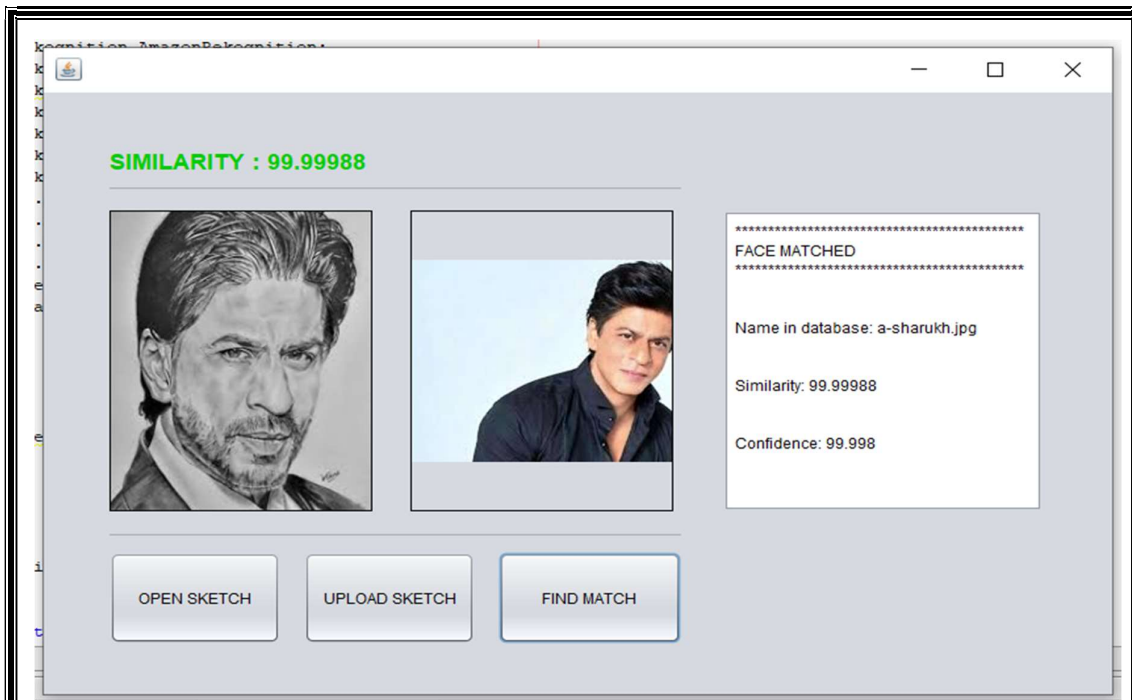 kognition.AmazonRekognition;
SIMILARITY : 99.99988
********************************************
FACE MATCHED
********************************************
Name in database: a-sharukh.jpg
Similarity: 99.99988
Confidence: 99.998
OPEN SKETCH
UPLOAD SKETCH
FIND MATCH